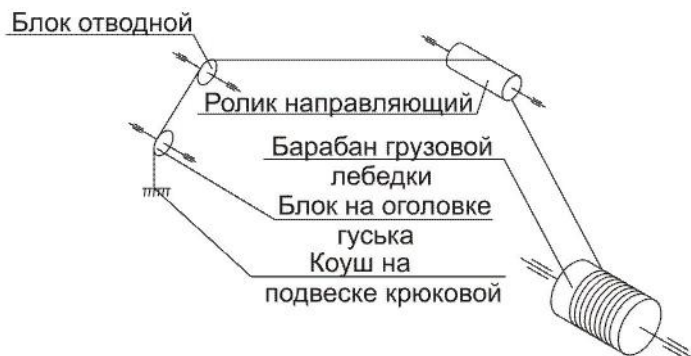 Блок отводной
Ролик направляющий
Барабан грузовой
лебедки
Блок на оголовке
гуська
Коуш на
подвеске крюковой